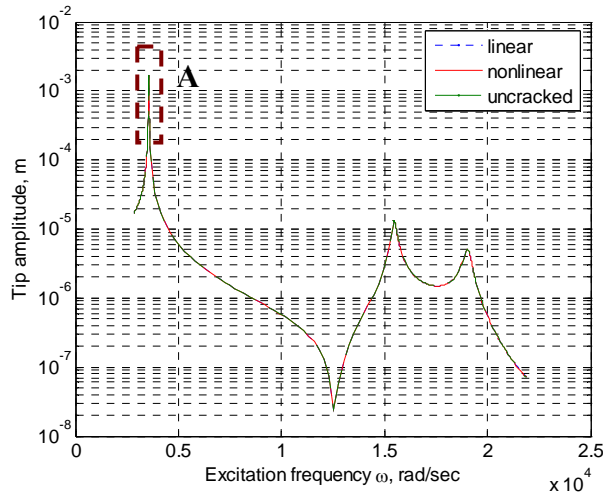 10^-2
10^-3
10^-4
10^-5
10^-6
10^-7
10^-8
Tip amplitude, m
A
linear
nonlinear
uncracked
0 0.5 1 1.5 2 2.5
Excitation frequency ω, rad/sec
x 10^4